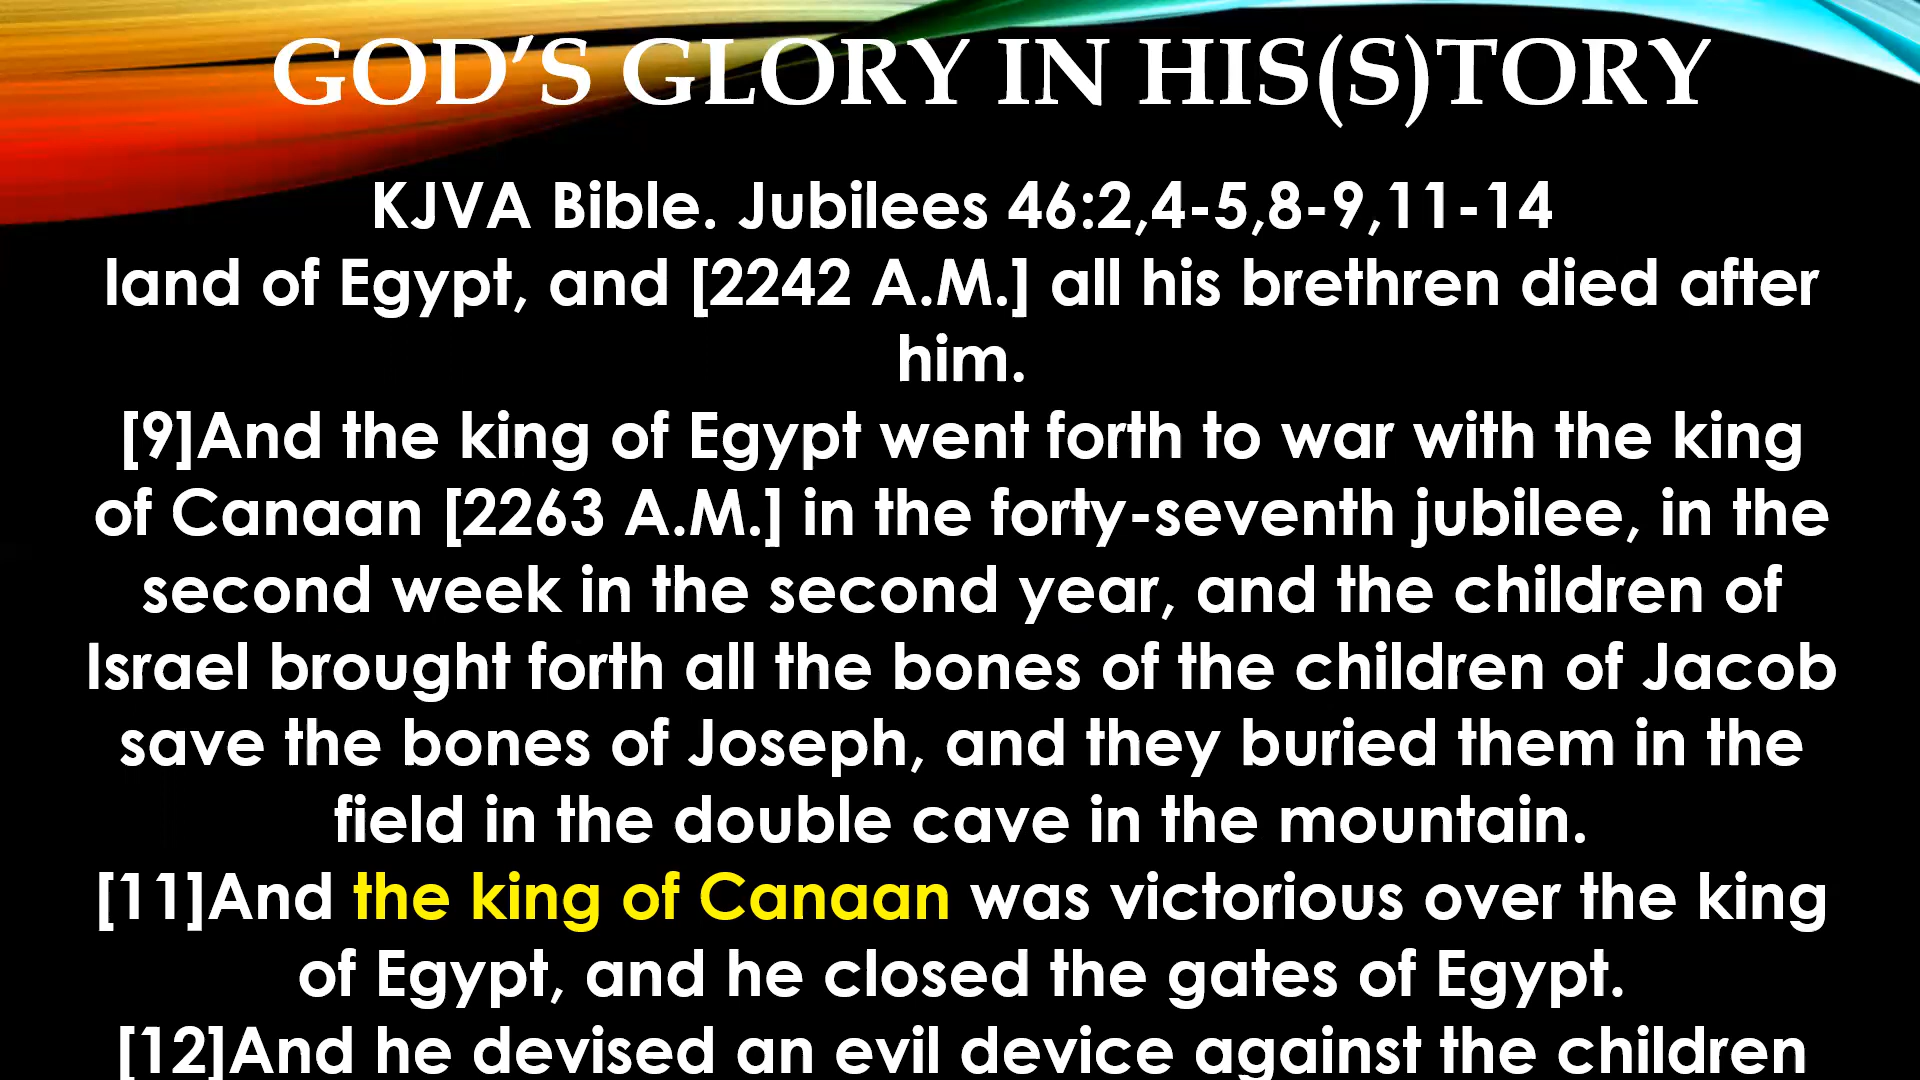 GOD’S GLORY IN HIS(S)TORY
KJVA Bible. Jubilees 46:2,4-5,8-9,11-14
land of Egypt, and [2242 A.M.] all his brethren died after
him.
[9]And the king of Egypt went forth to war with the king
of Canaan [2263 A.M.] in the forty-seventh jubilee, in the
second week in the second year, and the children of
Israel brought forth all the bones of the children of Jacob
save the bones of Joseph, and they buried them in the
field in the double cave in the mountain.
[11]And the king of Canaan was victorious over the king
of Egypt, and he closed the gates of Egypt.
[12]And he devised an evil device against the children